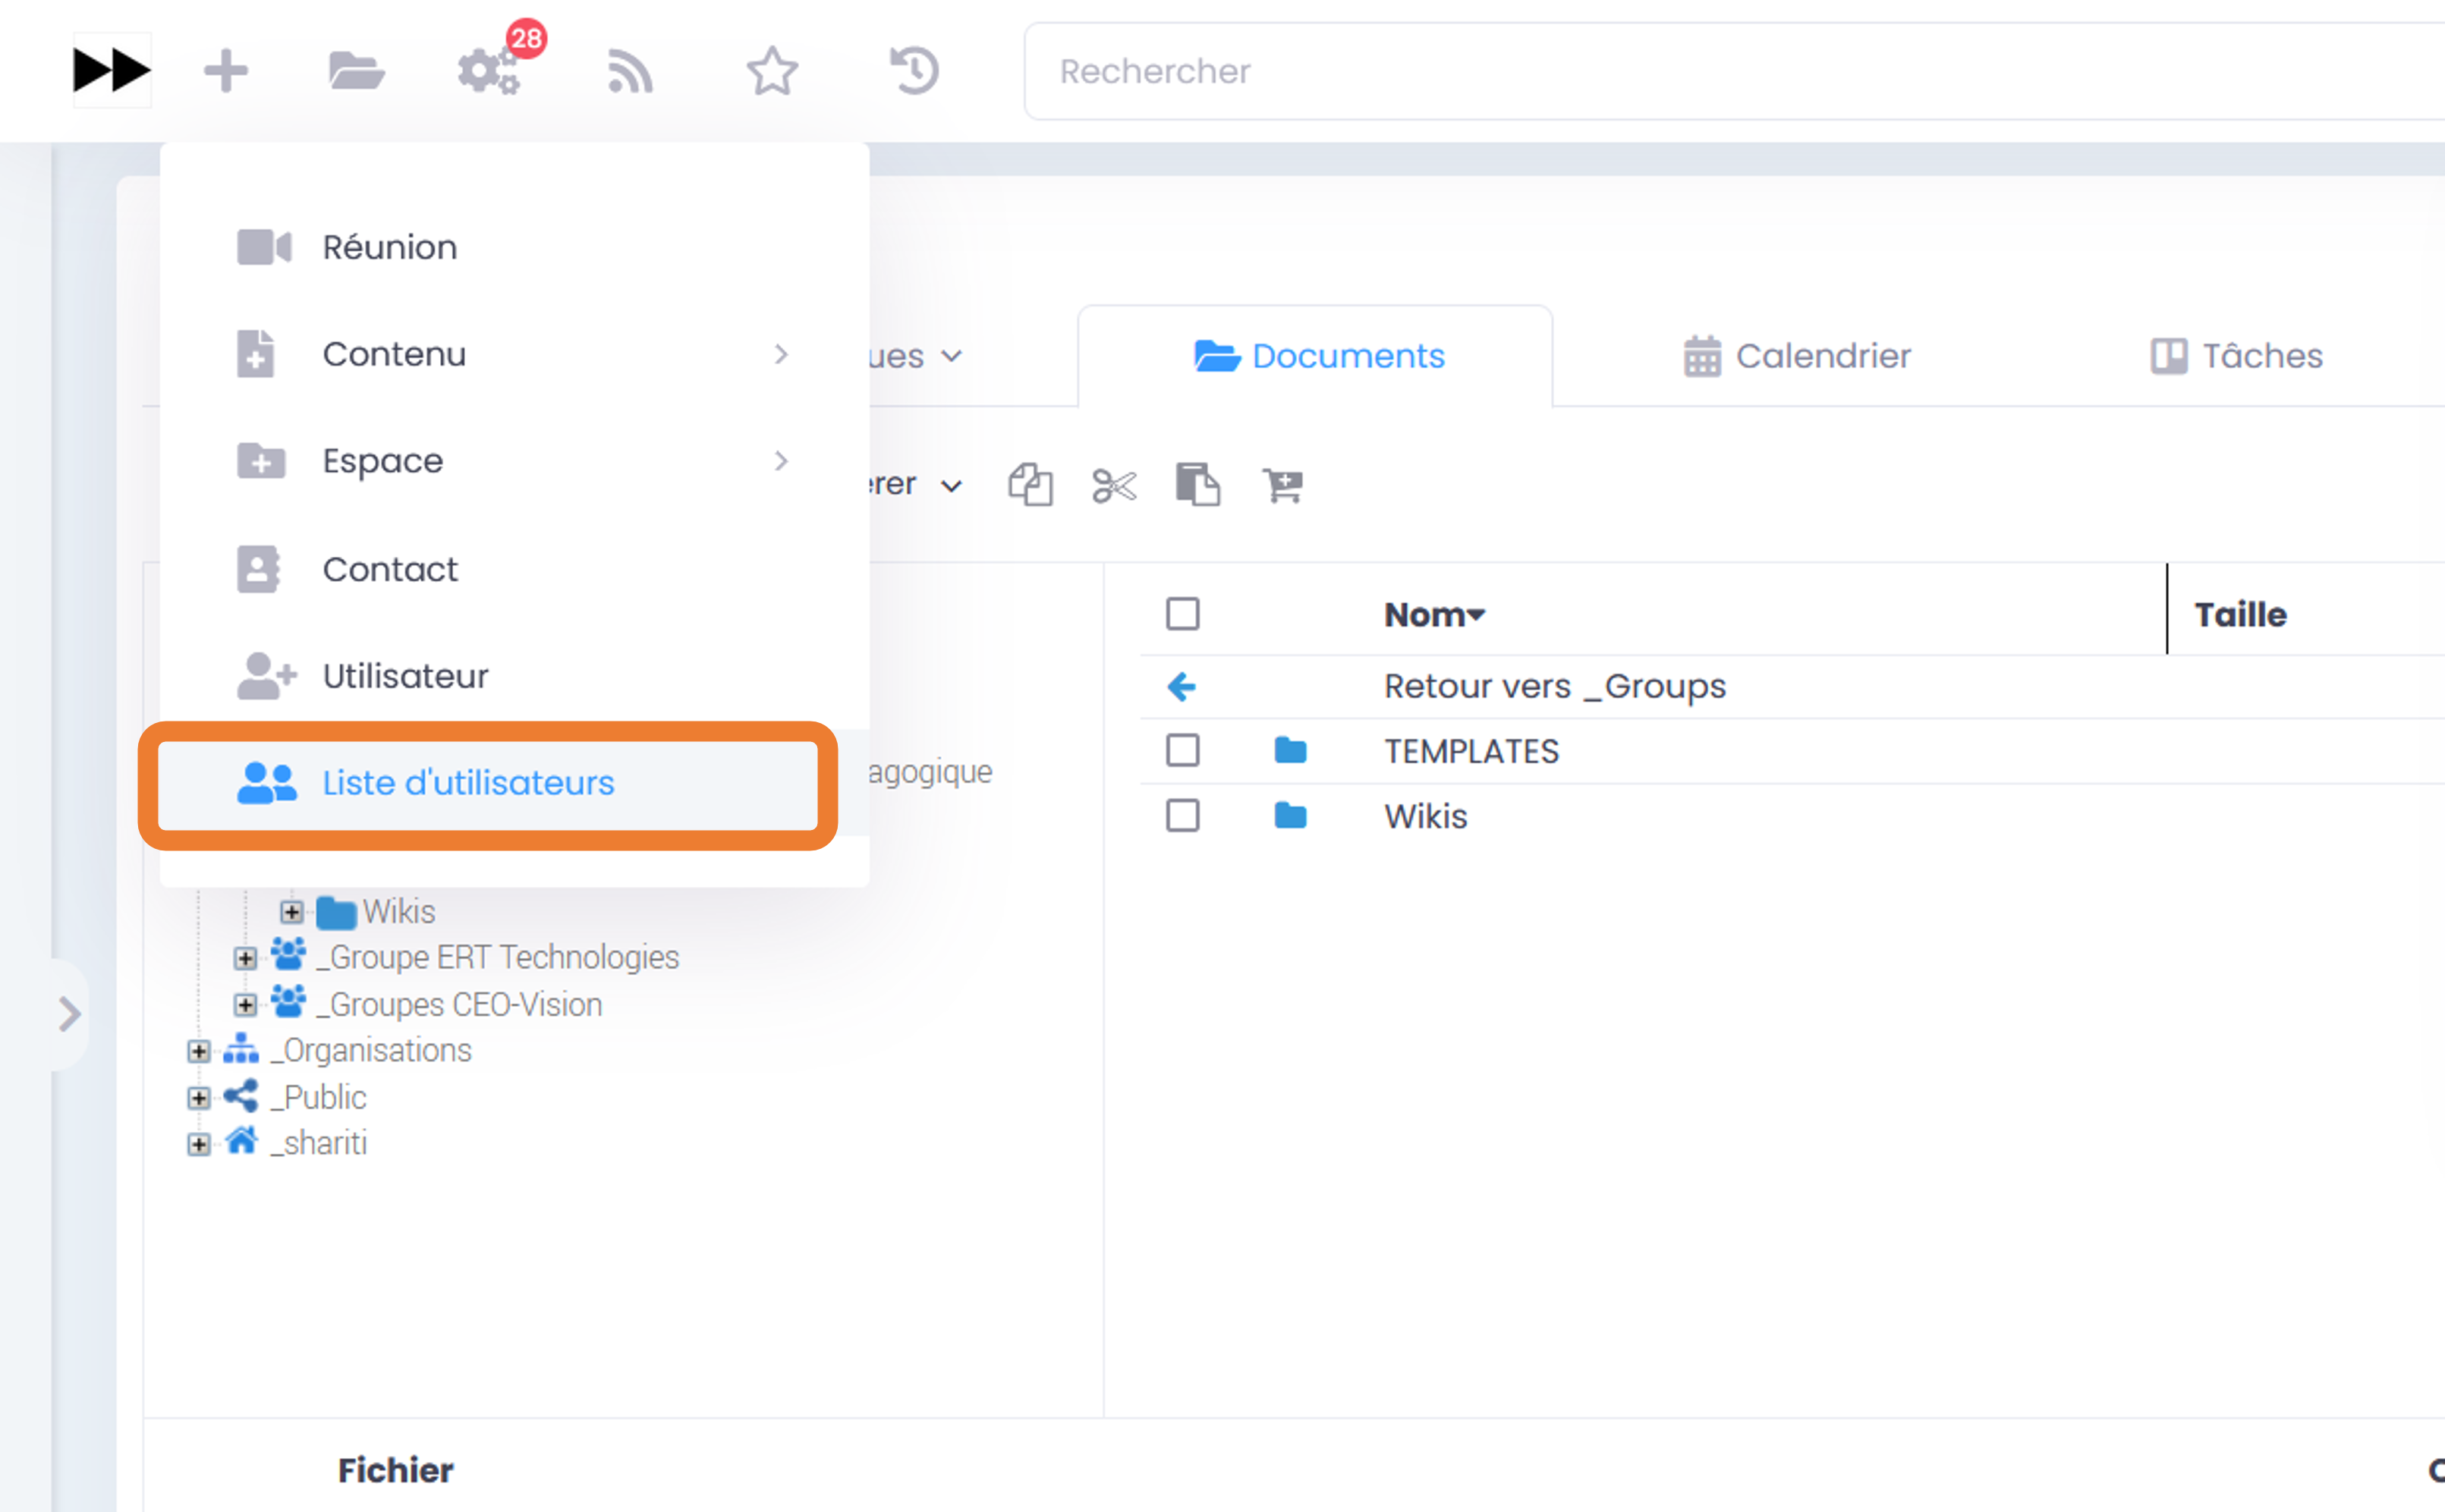 28
Rechercher
Réunion
Contenu
Espace
Contact
Utilisateur
Liste d'utilisateurs
ues
Documents
Calendrier
Tâches
érer
agogique
Nom
Taille
Retour vers _Groups
TEMPLATES
Wikis
Wikis
_Groupe ERT Technologies
_Groupes CEO-Vision
_Organisations
_Public
_shariti
Fichier